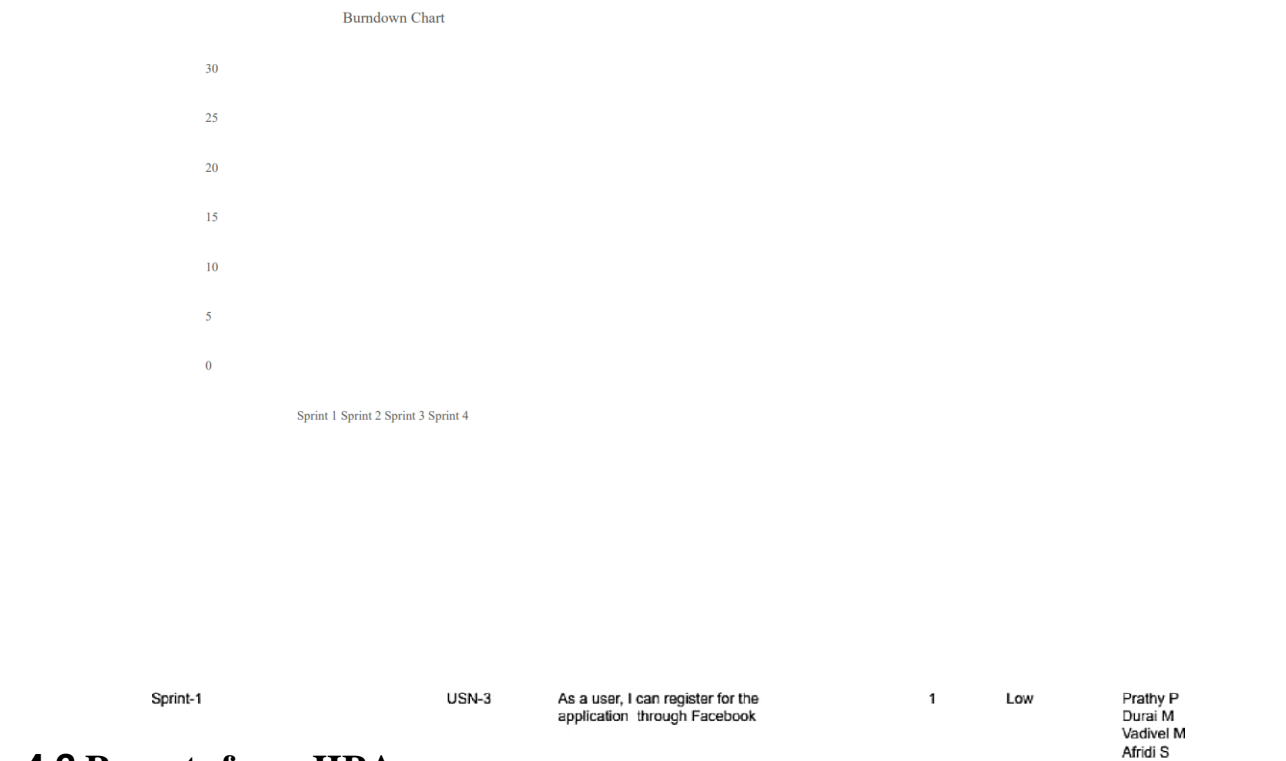 Burndown Chart
30
25
20
15
10
5
0
Sprint 1 Sprint 2 Sprint 3 Sprint 4
Sprint-1 USN-3 As a user, I can register for the 1 Low Prathy P
application through Facebook Durai M
Vadivel M
Afridi S